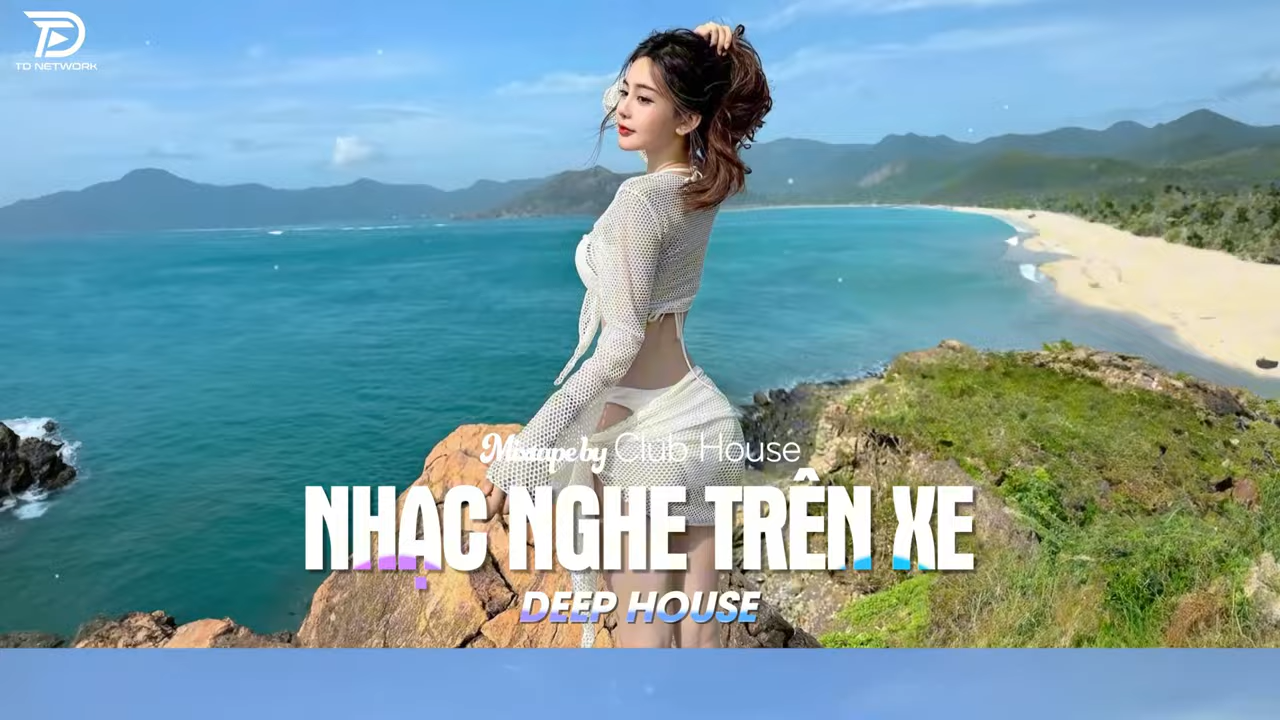 TD NETWORK
Mixtape by Club House
NHẠC NGHE TRÊN XE
DEEP HOUSE